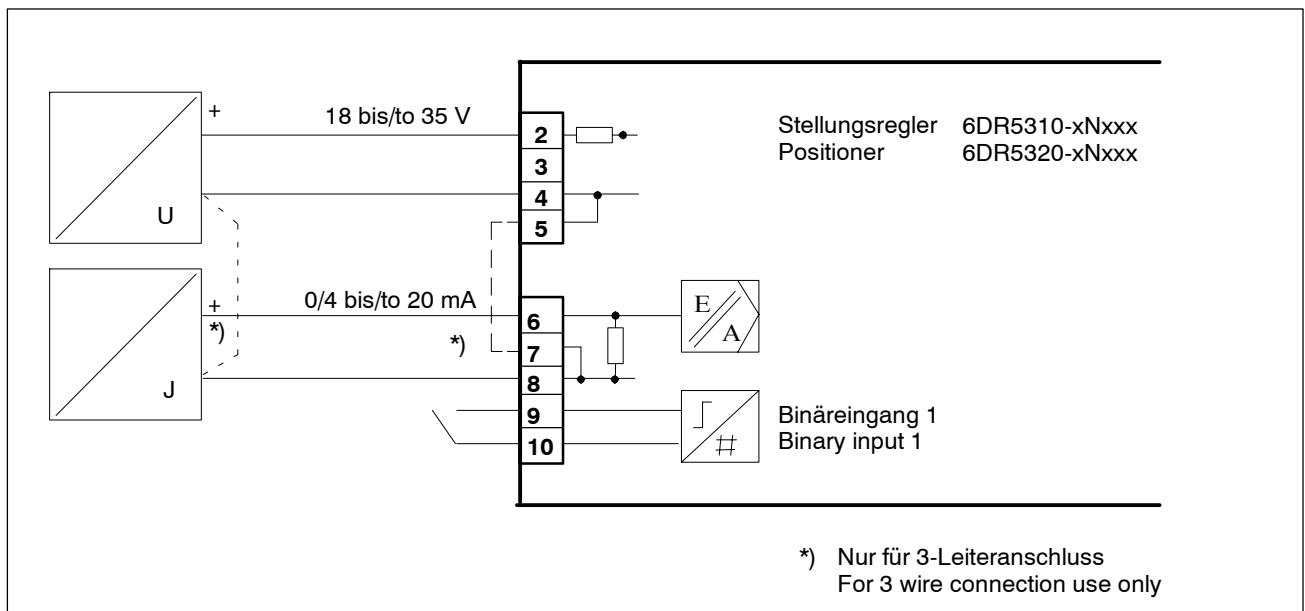 +
18 bis/to 35 V
2
Stellungsregler 6DR5310-xNxxx
Positioner 6DR5320-xNxxx
3
4
U
5
+
0/4 bis/to 20 mA
6
E
A
*)
*)
7
J
8
9
Binäreingang 1
Binary input 1
10
#
*) Nur für 3-Leiteranschluss
For 3 wire connection use only